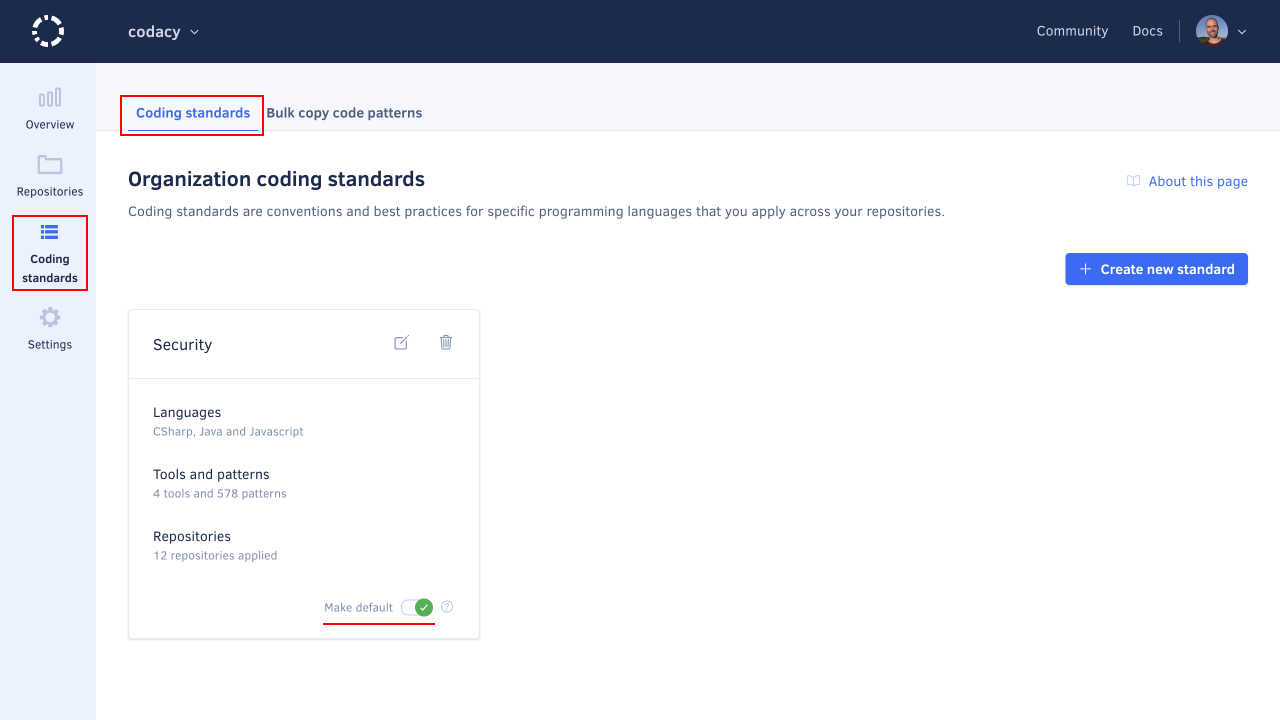 codacy
Community
Docs
Overview
Repositories
Coding
standards
Settings
Coding standards
Bulk copy code patterns
Organization coding standards
About this page
Coding standards are conventions and best practices for specific programming languages that you apply across your repositories.
+ Create new standard
Security
Languages
CSharp, Java and Javascript
Tools and patterns
4 tools and 578 patterns
Repositories
12 repositories applied
Make default